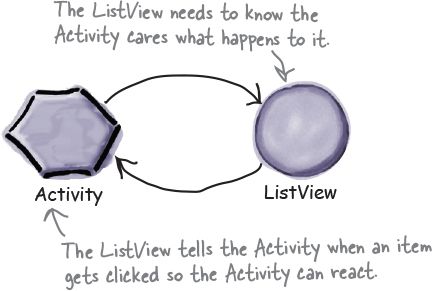 The ListView needs to know the
Activity cares what happens to it.
Activity
ListView
The ListView tells the Activity when an item
gets clicked so the Activity can react.